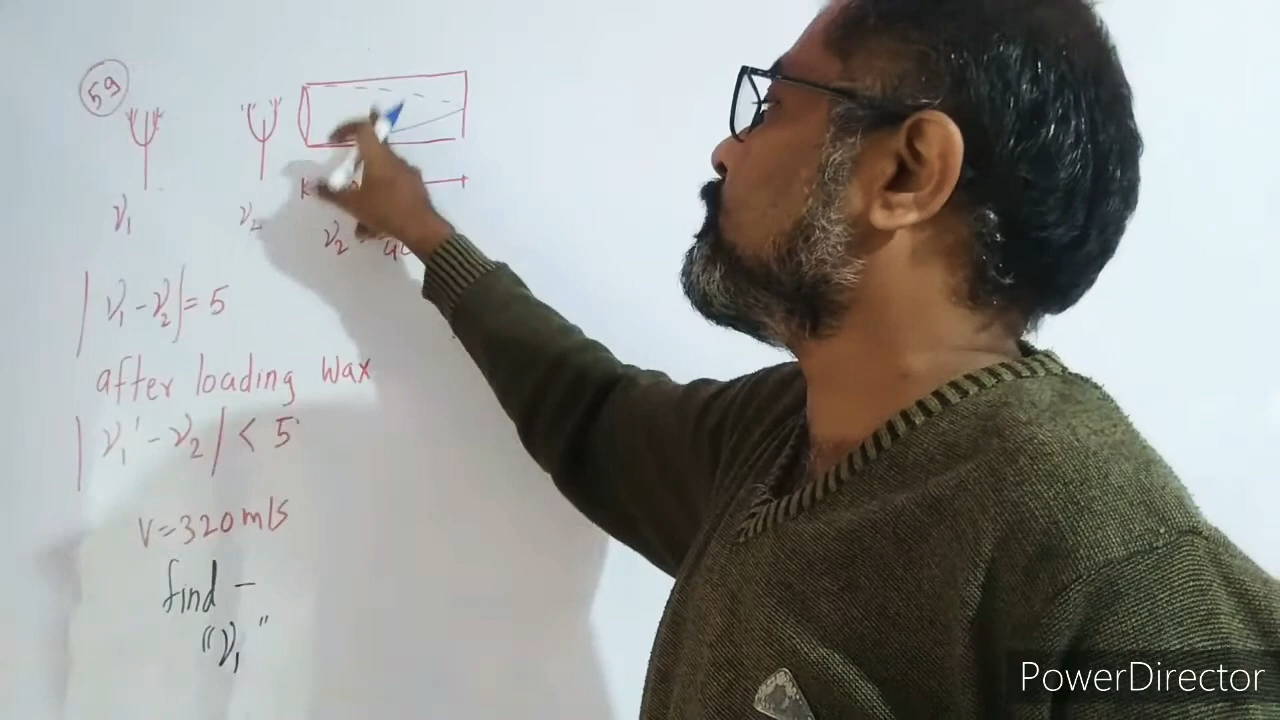 59
ν₁
ν₂
ν₂
|ν₁ - ν₂| = 5
after loading wax
|ν₁' - ν₂| < 5
V = 320 m/s
find -
"ν₁"
PowerDirector